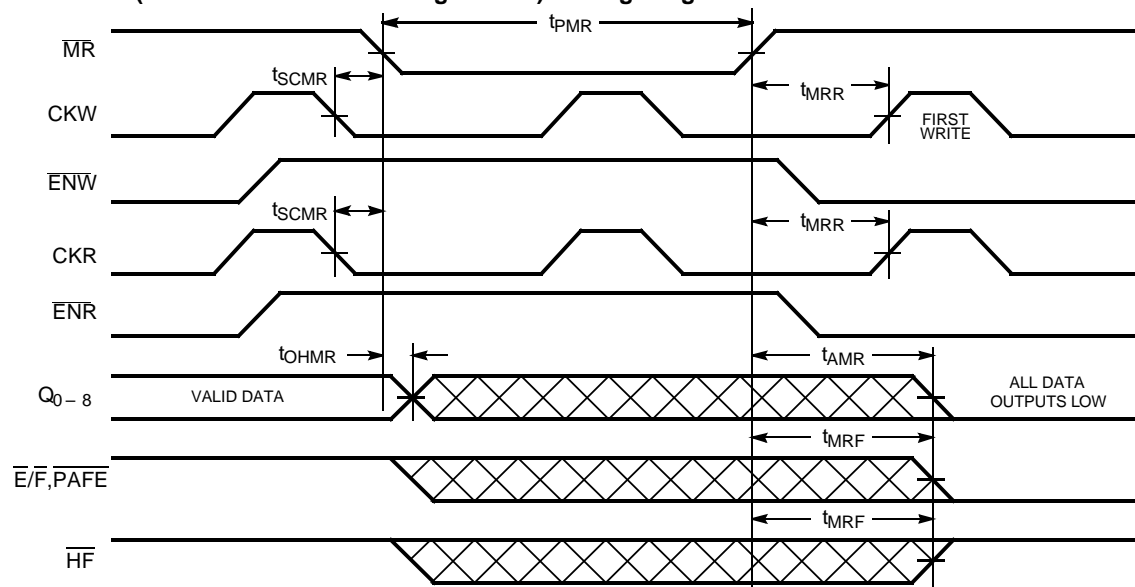 tPMR
MR
tSCMR
tMRR
CKW
FIRST
WRITE
ENW
tSCMR
tMRR
CKR
ENR
tOHMR
tAMR
Q0 – 8
VALID DATA
ALL DATA
OUTPUTS LOW
tMRF
E/F,PAFE
tMRF
HF